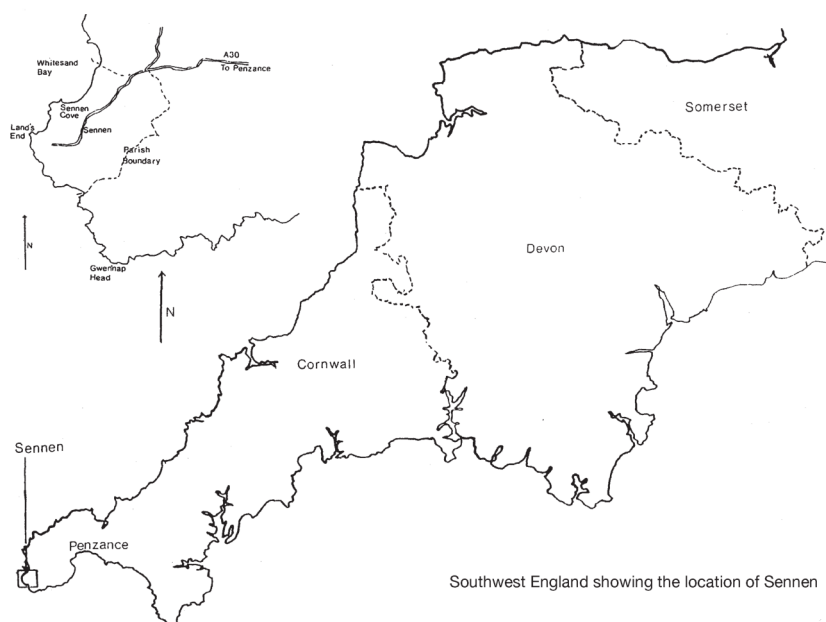 A30
To Penzance
Whitesand
Bay
Sennen
Cove
Land's
End
Sennen
Parish
Boundary
N
Gwennap
Head
N
Somerset
Devon
Cornwall
Sennen
Penzance
Southwest England showing the location of Sennen